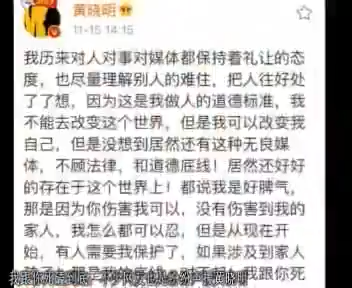 黄晓明
11-15 14:15
我历来对人对事对媒体都保持着礼让的态
度，也尽量理解别人的难住，把人往好处
了了想，因为这是我做人的道德标准，我
不能去改变这个世界，但是我可以改变我
自己，但是没想到居然还有这种无良媒
体，不顾法律，和道德底线！居然还好好
的存在于这个世界上！都说我是好脾气，
那是因为你伤害我可以，没有伤害到我的
家人，我怎么都可以忍，但是从现在开
始，有人需要我保护了，如果涉及到家人
我跟你死